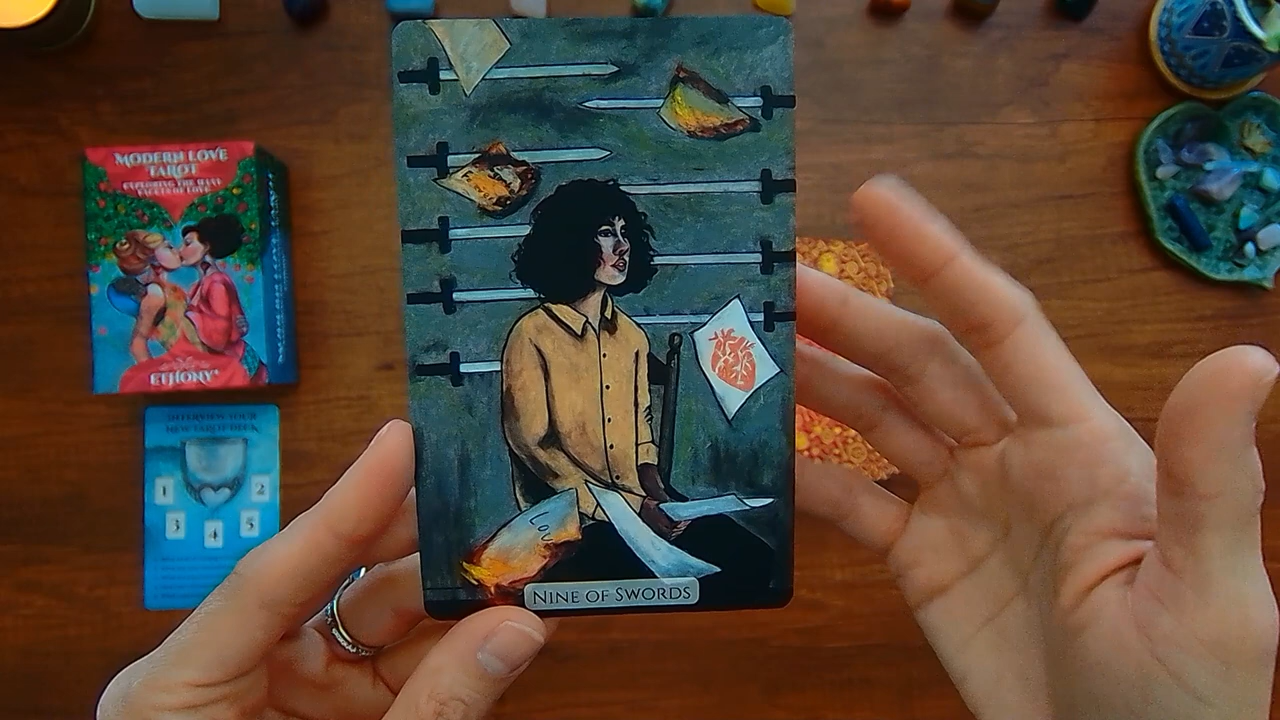 MODERN LOVE
TAROT
EXPLORING THE MANY
FACETS OF LOVE
ETHONY
INTERVIEW YOUR
NEW TAROT DECK
1
2
3
4
5
NINE OF SWORDS